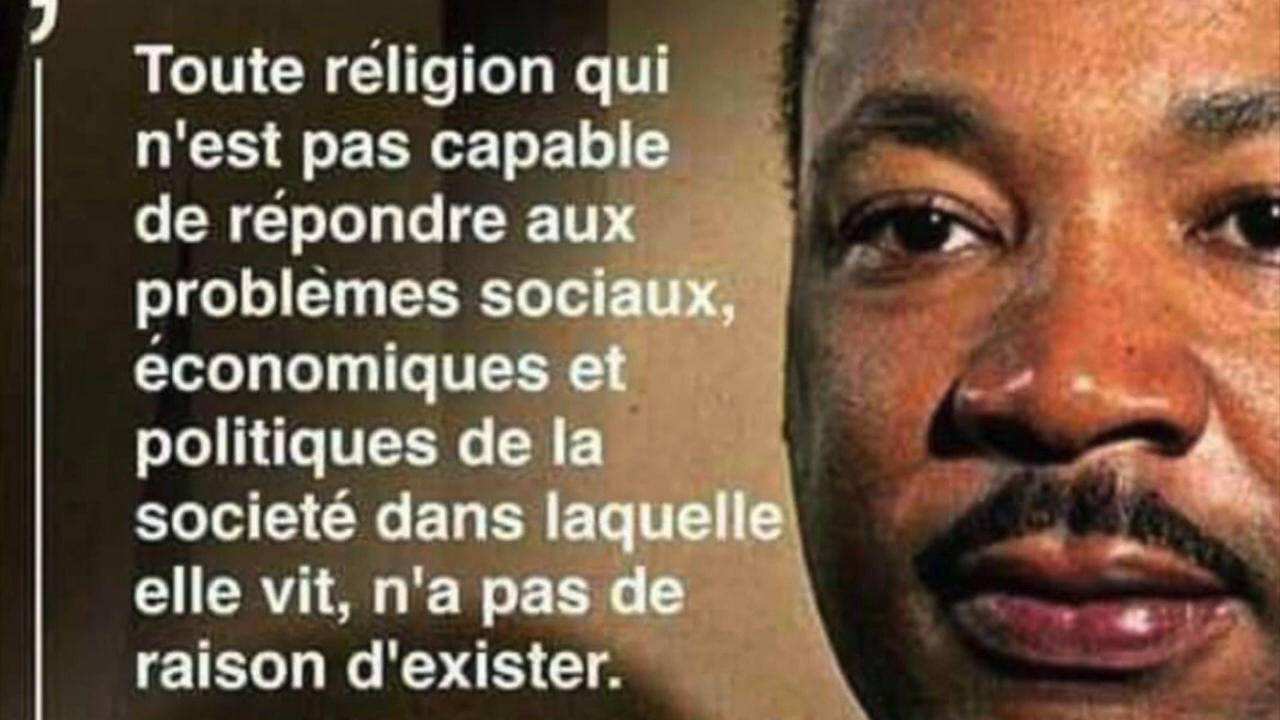 Toute réligion qui
n'est pas capable
de répondre aux
problèmes sociaux,
économiques et
politiques de la
societé dans laquelle
elle vit, n'a pas de
raison d'exister.